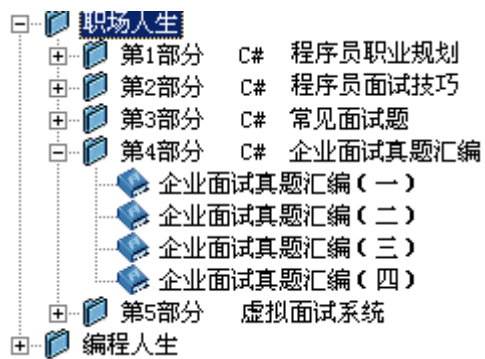 职场人生
第1部分 C# 程序员职业规划
第2部分 C# 程序员面试技巧
第3部分 C# 常见面试题
第4部分 C# 企业面试真题汇编
企业面试真题汇编(一)
企业面试真题汇编(二)
企业面试真题汇编(三)
企业面试真题汇编(四)
第5部分 虚拟面试系统
编程人生